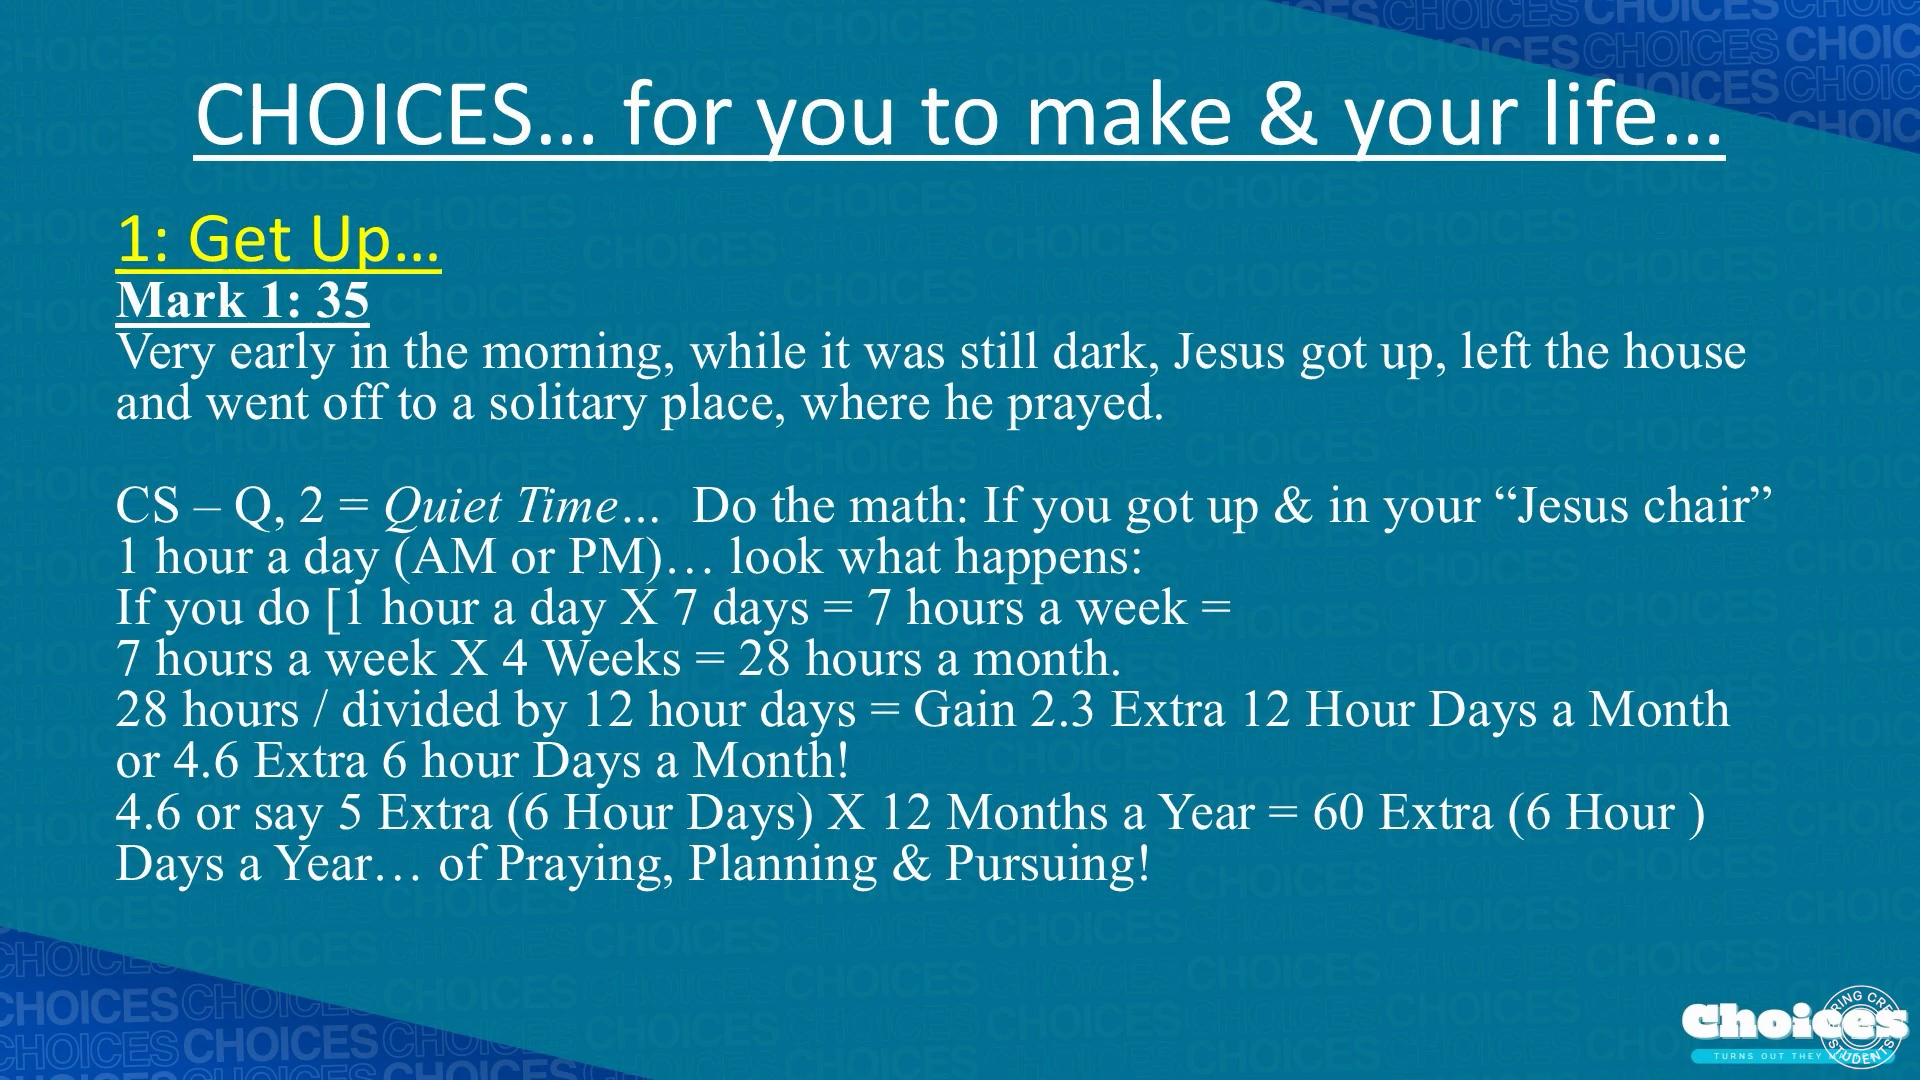 CHOICES… for you to make & your life…
1: Get Up…
Mark 1: 35
Very early in the morning, while it was still dark, Jesus got up, left the house
and went off to a solitary place, where he prayed.
CS – Q, 2 = Quiet Time… Do the math: If you got up & in your “Jesus chair”
1 hour a day (AM or PM)… look what happens:
If you do [1 hour a day X 7 days = 7 hours a week =
7 hours a week X 4 Weeks = 28 hours a month.
28 hours / divided by 12 hour days = Gain 2.3 Extra 12 Hour Days a Month
or 4.6 Extra 6 hour Days a Month!
4.6 or say 5 Extra (6 Hour Days) X 12 Months a Year = 60 Extra (6 Hour )
Days a Year… of Praying, Planning & Pursuing!
Choices
TURNS OUT THEY
STUDENTS